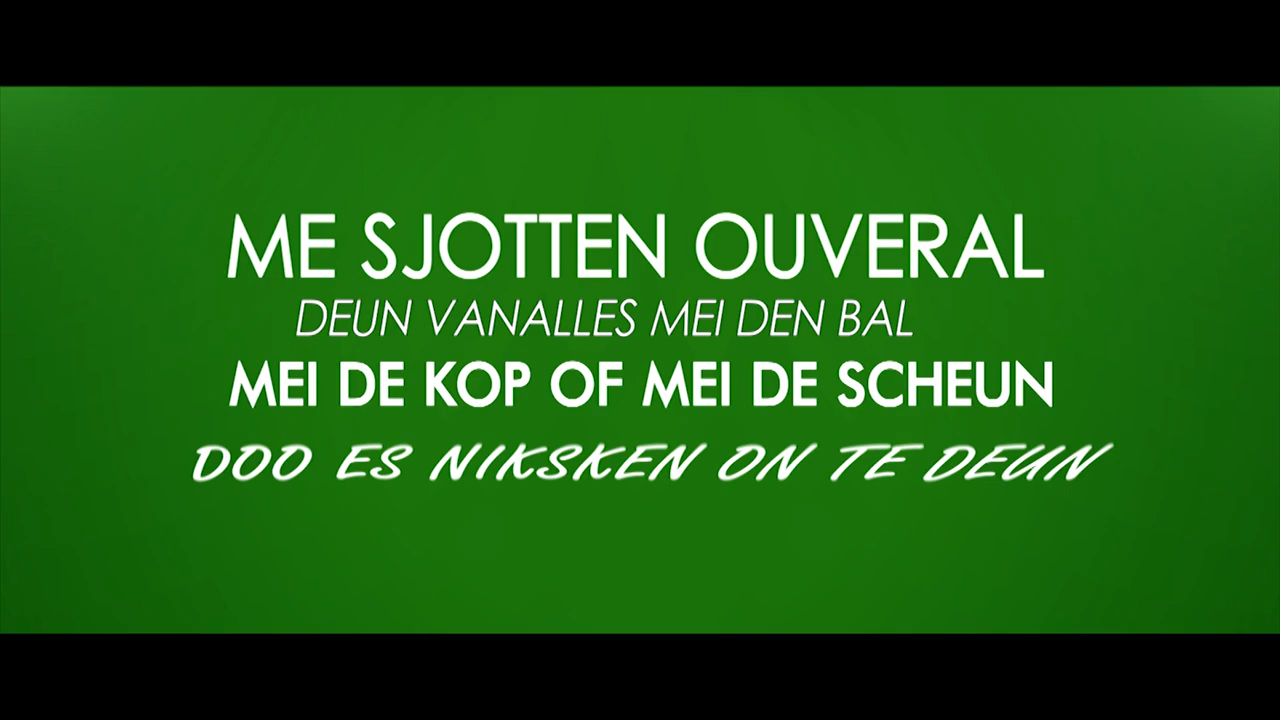 ME SJOTTEN OUVERAL
DEUN VANALLES MEI DEN BAL
MEI DE KOP OF MEI DE SCHEUN
DOO ES NIKSKEN ON TE DEUN